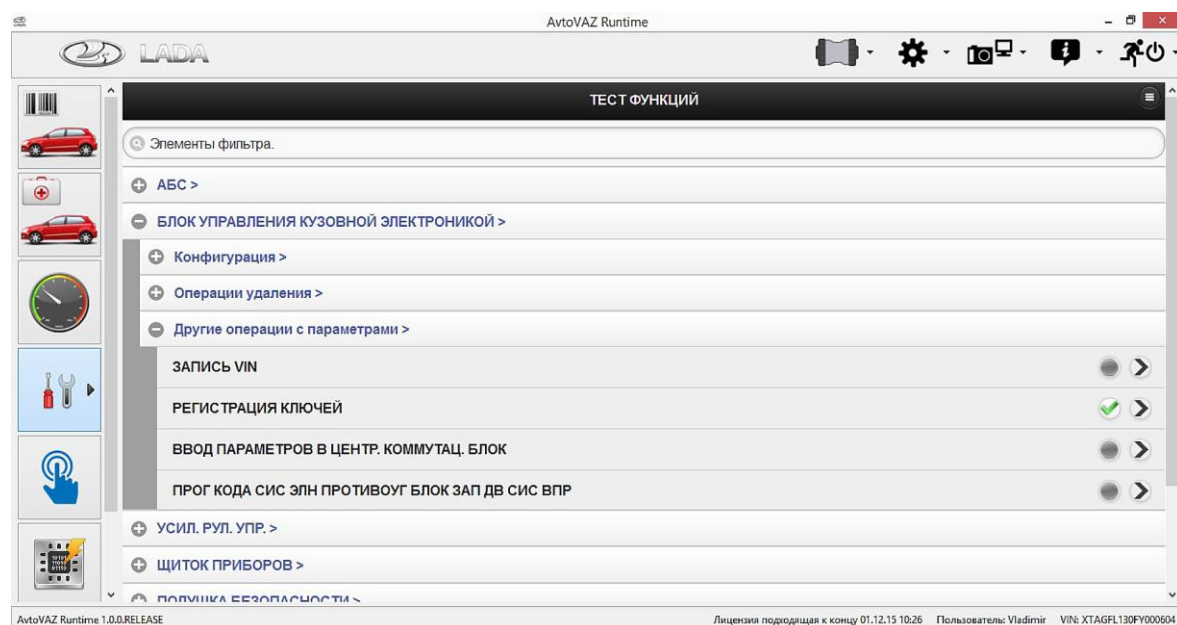 AvtoVAZ Runtime
LADA
ТЕСТ ФУНКЦИЙ
Элементы фильтра.
АБС >
БЛОК УПРАВЛЕНИЯ КУЗОВНОЙ ЭЛЕКТРОНИКОЙ >
Конфигурация >
Операции удаления >
Другие операции с параметрами >
ЗАПИСЬ VIN
РЕГИСТРАЦИЯ КЛЮЧЕЙ
ВВОД ПАРАМЕТРОВ В ЦЕНТР. КОММУТАЦ. БЛОК
ПРОГ КОДА СИС ЭЛН ПРОТИВОУГ БЛОК ЗАП ДВ СИС ВПР
УСИЛ. РУЛ. УПР. >
ЩИТОК ПРИБОРОВ >
ПОДУШКА БЕЗОПАСНОСТИ >
AvtoVAZ Runtime 1.0.0.RELEASE Лицензия подходящая к концу 01.12.15 10:26 Пользователь: Vladimir VIN: XTAGFL130FY000604